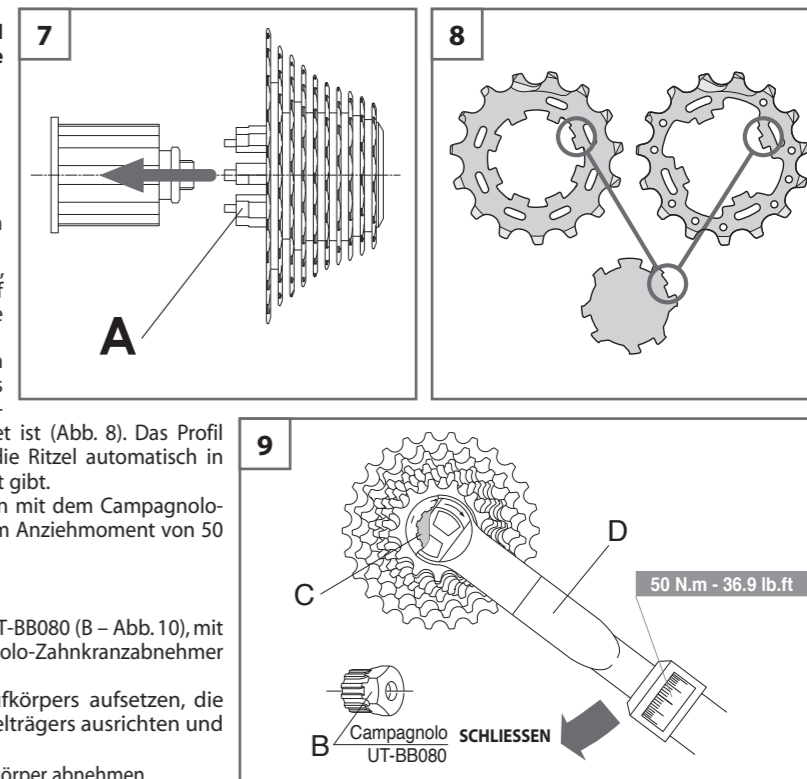 7
A
8
et ist (Abb. 8). Das Profil
die Ritzel automatisch in
t gibt.
mit dem Campagnolo-
Anziehmoment von 50
T-BB080 (B – Abb. 10), mit
olo-Zahnkranzabnehmer
fkörpers aufsetzen, die
elträgers ausrichten und
körper abnehmen
9
C
D
50 N.m - 36.9 lb.ft
B
Campagnolo
UT-BB080
SCHLIESSEN